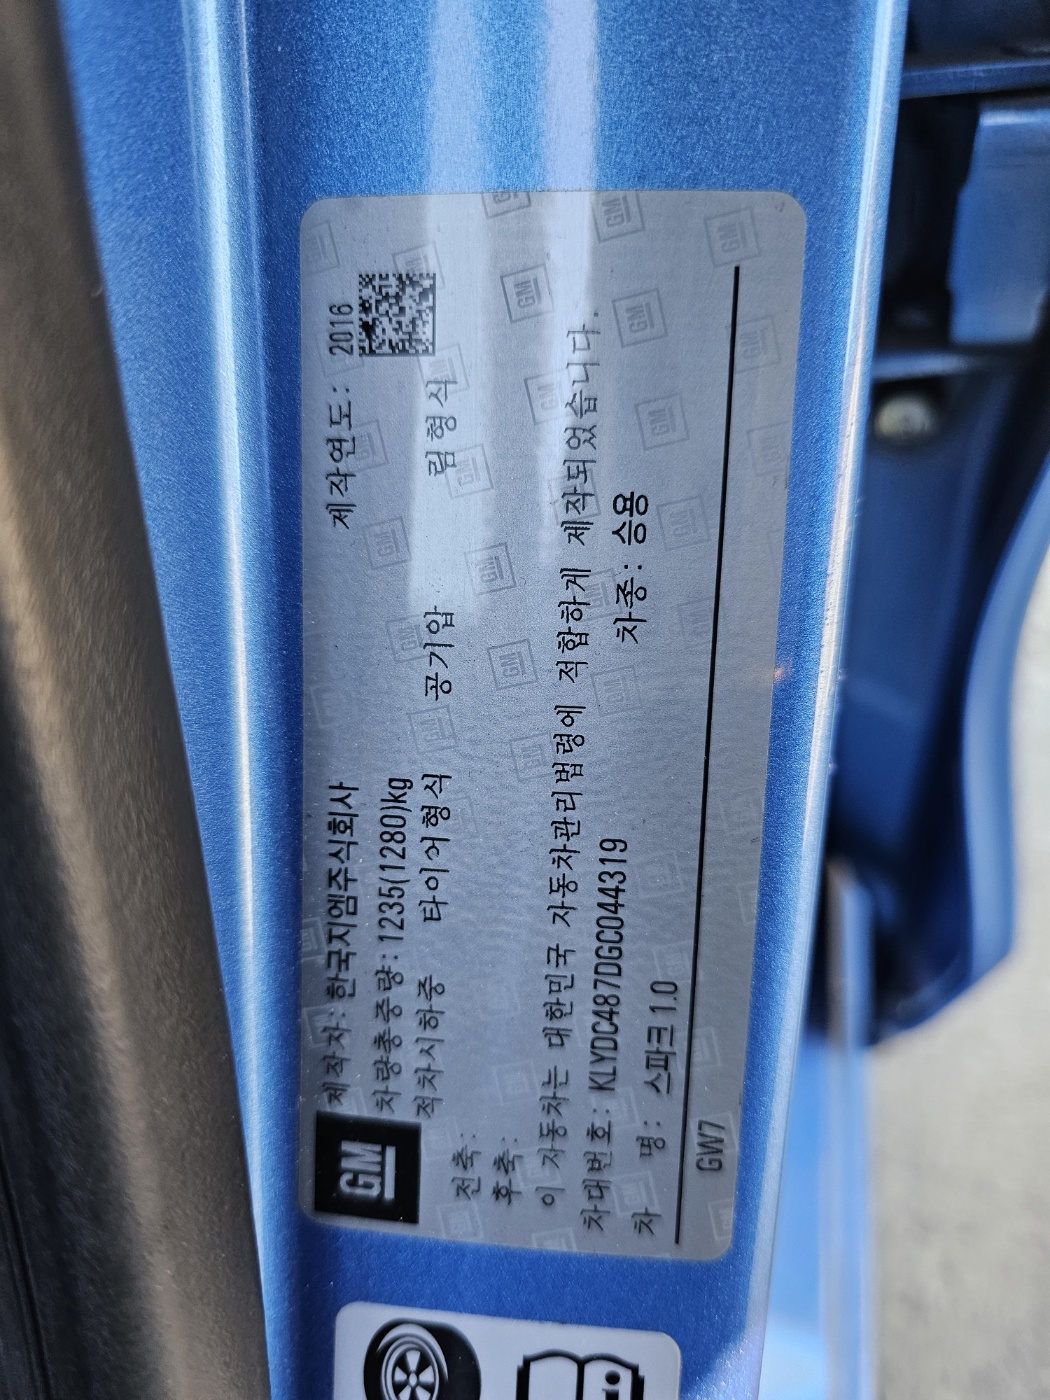 GM
제작자: 한국지엠주식회사 제작연도: 2016
차량총중량: 1235(1280)kg
적차시하중 타이어형식 공기압 림형식
전축:
후축:
이 자동차는 대한민국 자동차관리법령에 적합하게 제작되었습니다.
차대번호: KLYDC487DGC044319
차 명: 스파크 1.0 차종: 승용
GW7
i